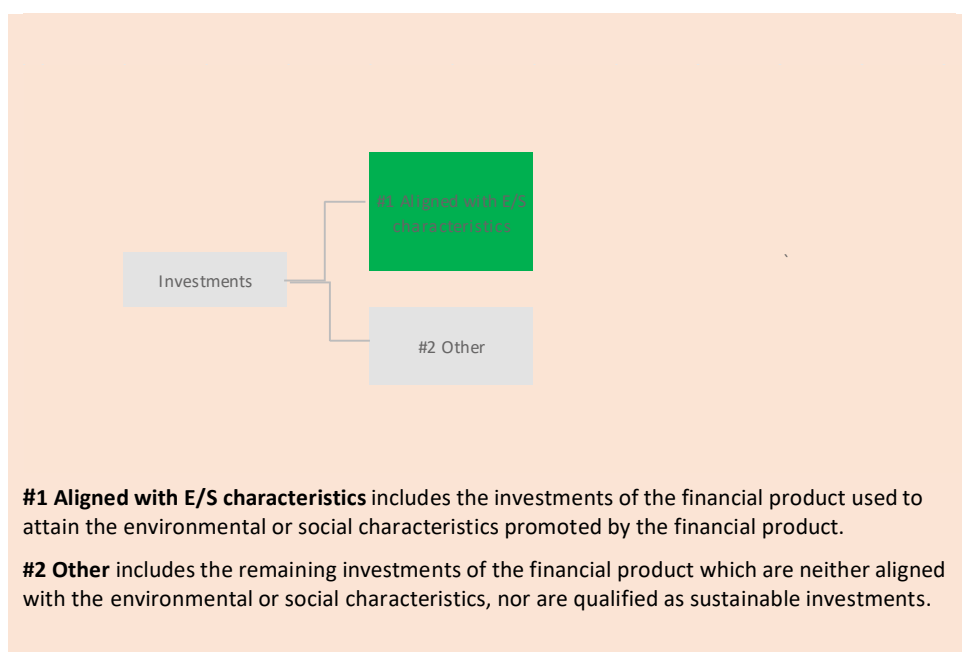 #1 Aligned with E/S
characteristics
Investments
`
#2 Other
#1 Aligned with E/S characteristics includes the investments of the financial product used to
attain the environmental or social characteristics promoted by the financial product.
#2 Other includes the remaining investments of the financial product which are neither aligned
with the environmental or social characteristics, nor are qualified as sustainable investments.